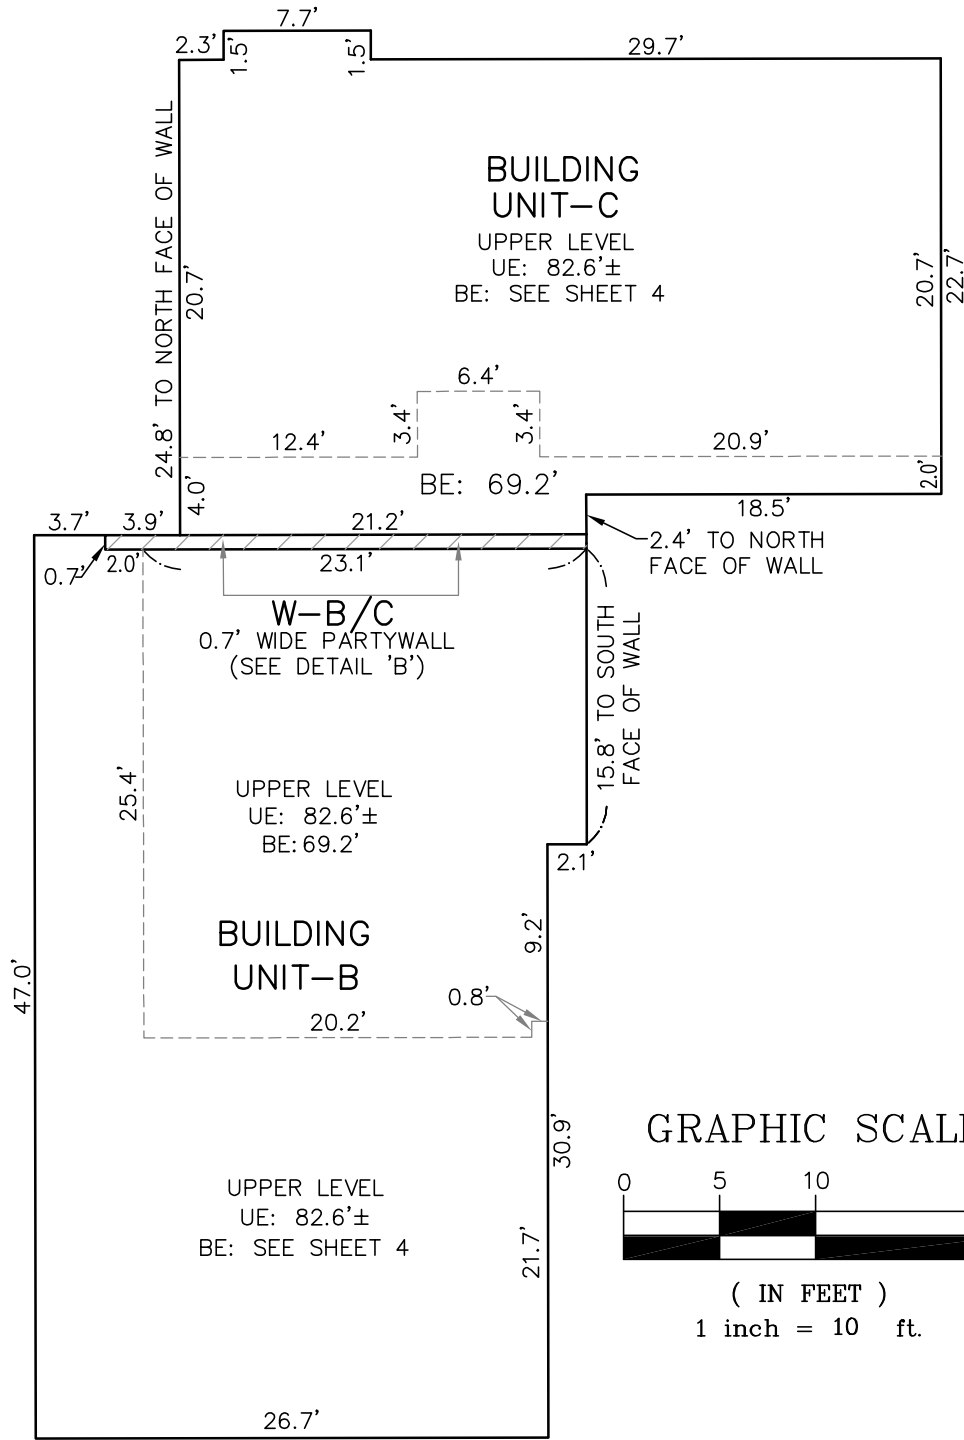 7.7'
2.3'
1.5'
1.5'
29.7'
24.8' TO NORTH FACE OF WALL
BUILDING
UNIT-C
UPPER LEVEL
UE: 82.6'±
BE: SEE SHEET 4
20.7'
20.7'
22.7'
6.4'
3.4'
3.4'
12.4'
20.9'
BE: 69.2'
2.0'
4.0'
18.5'
3.7'
3.9'
21.2'
2.4' TO NORTH
FACE OF WALL
0.7'
2.0'
23.1'
W-B/C
0.7' WIDE PARTYWALL
(SEE DETAIL 'B')
15.8' TO SOUTH
FACE OF WALL
25.4'
UPPER LEVEL
UE: 82.6'±
BE: 69.2'
2.1'
BUILDING
UNIT-B
9.2'
47.0'
0.8'
20.2'
30.9'
GRAPHIC SCAL
0 5 10
UPPER LEVEL
UE: 82.6'±
BE: SEE SHEET 4
21.7'
( IN FEET )
1 inch = 10 ft.
26.7'